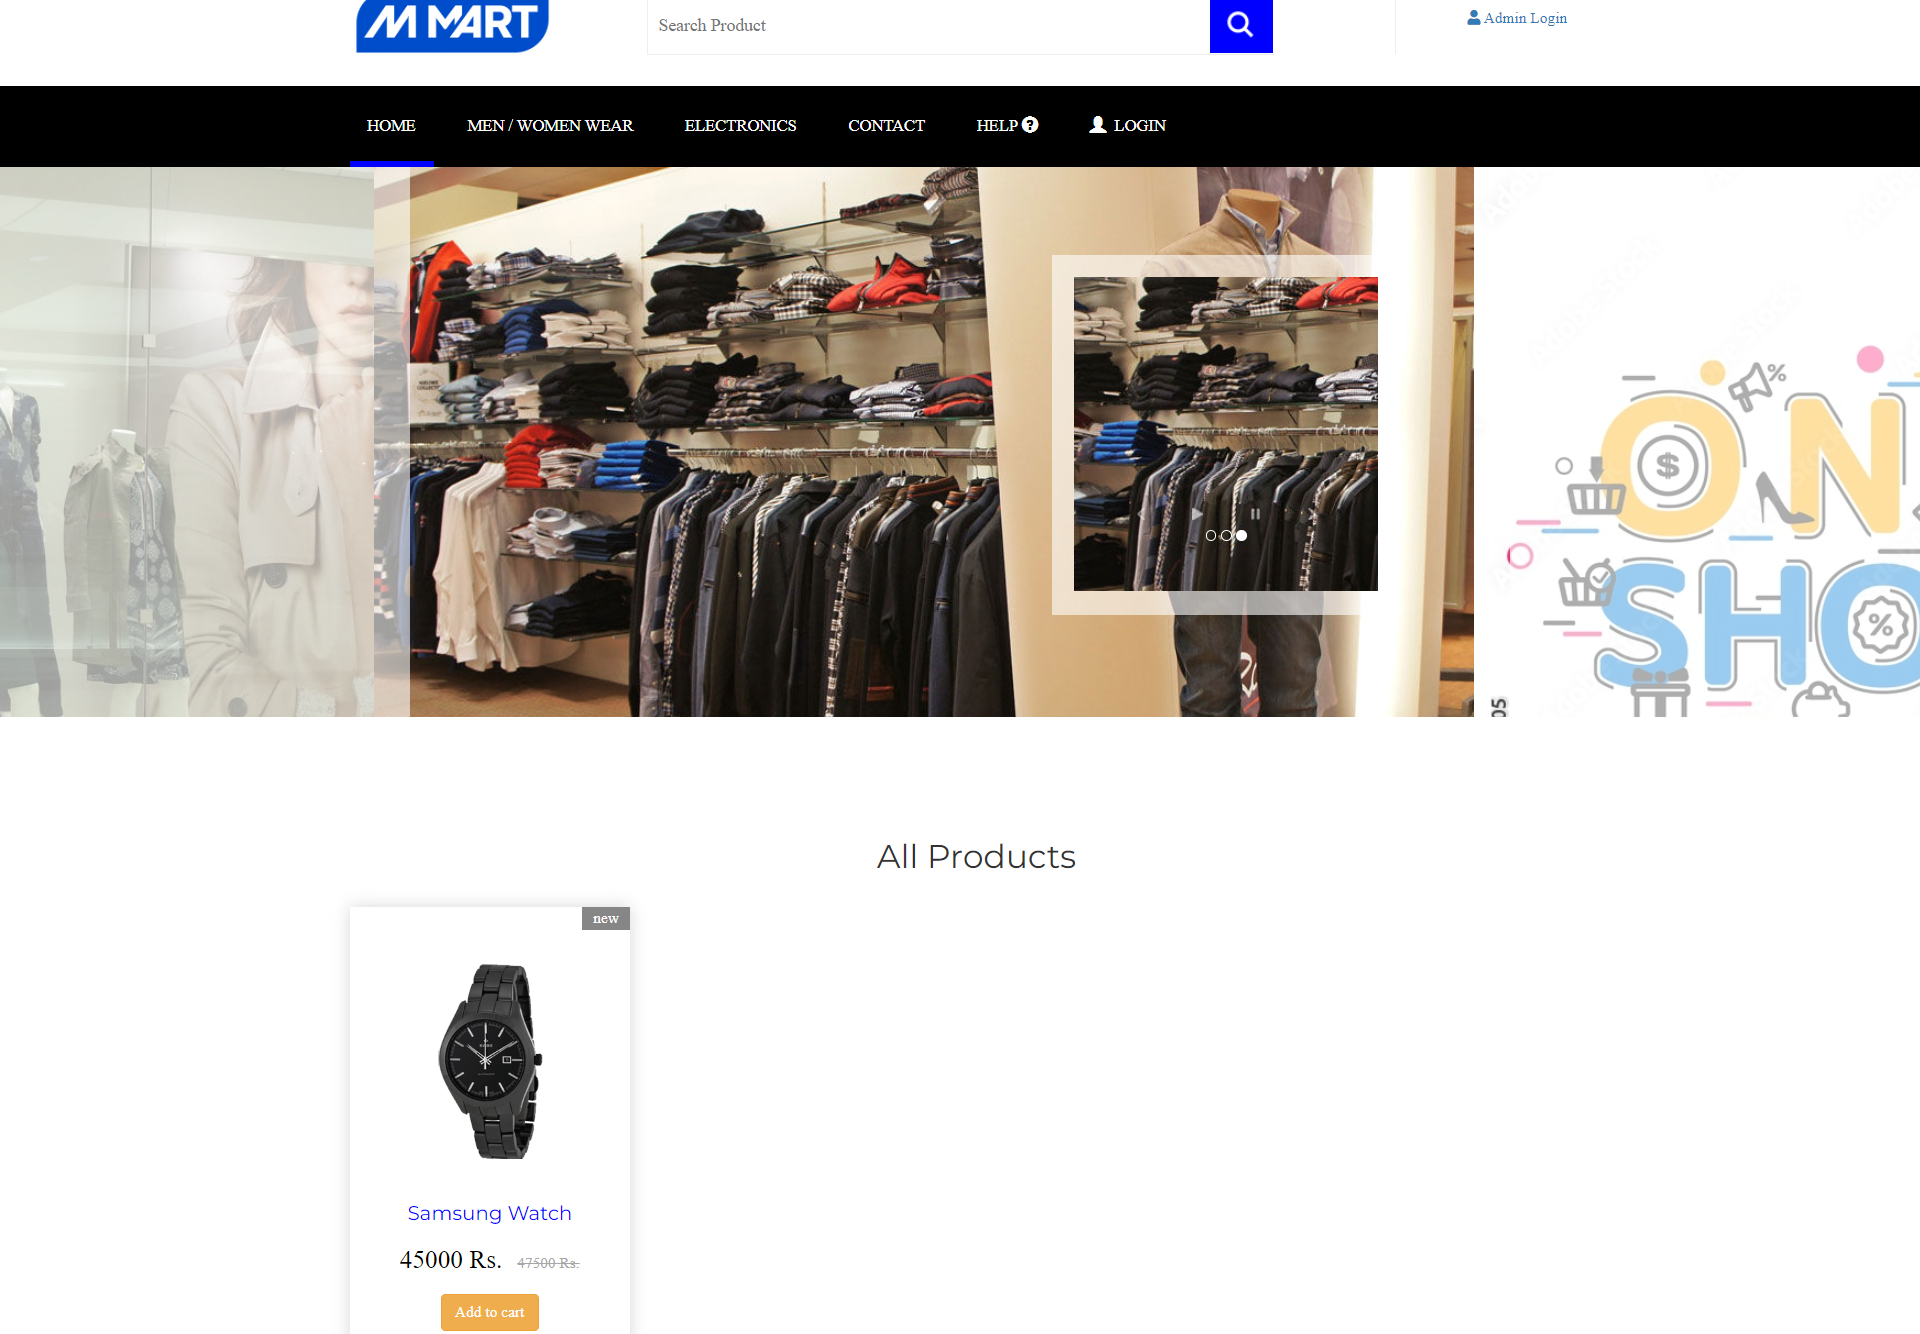 M MART
Search Product
Admin Login
HOME
MEN / WOMEN WEAR
ELECTRONICS
CONTACT
HELP
LOGIN
ON
SHO
All Products
new
Samsung Watch
45000 Rs. 47500 Rs.
Add to cart